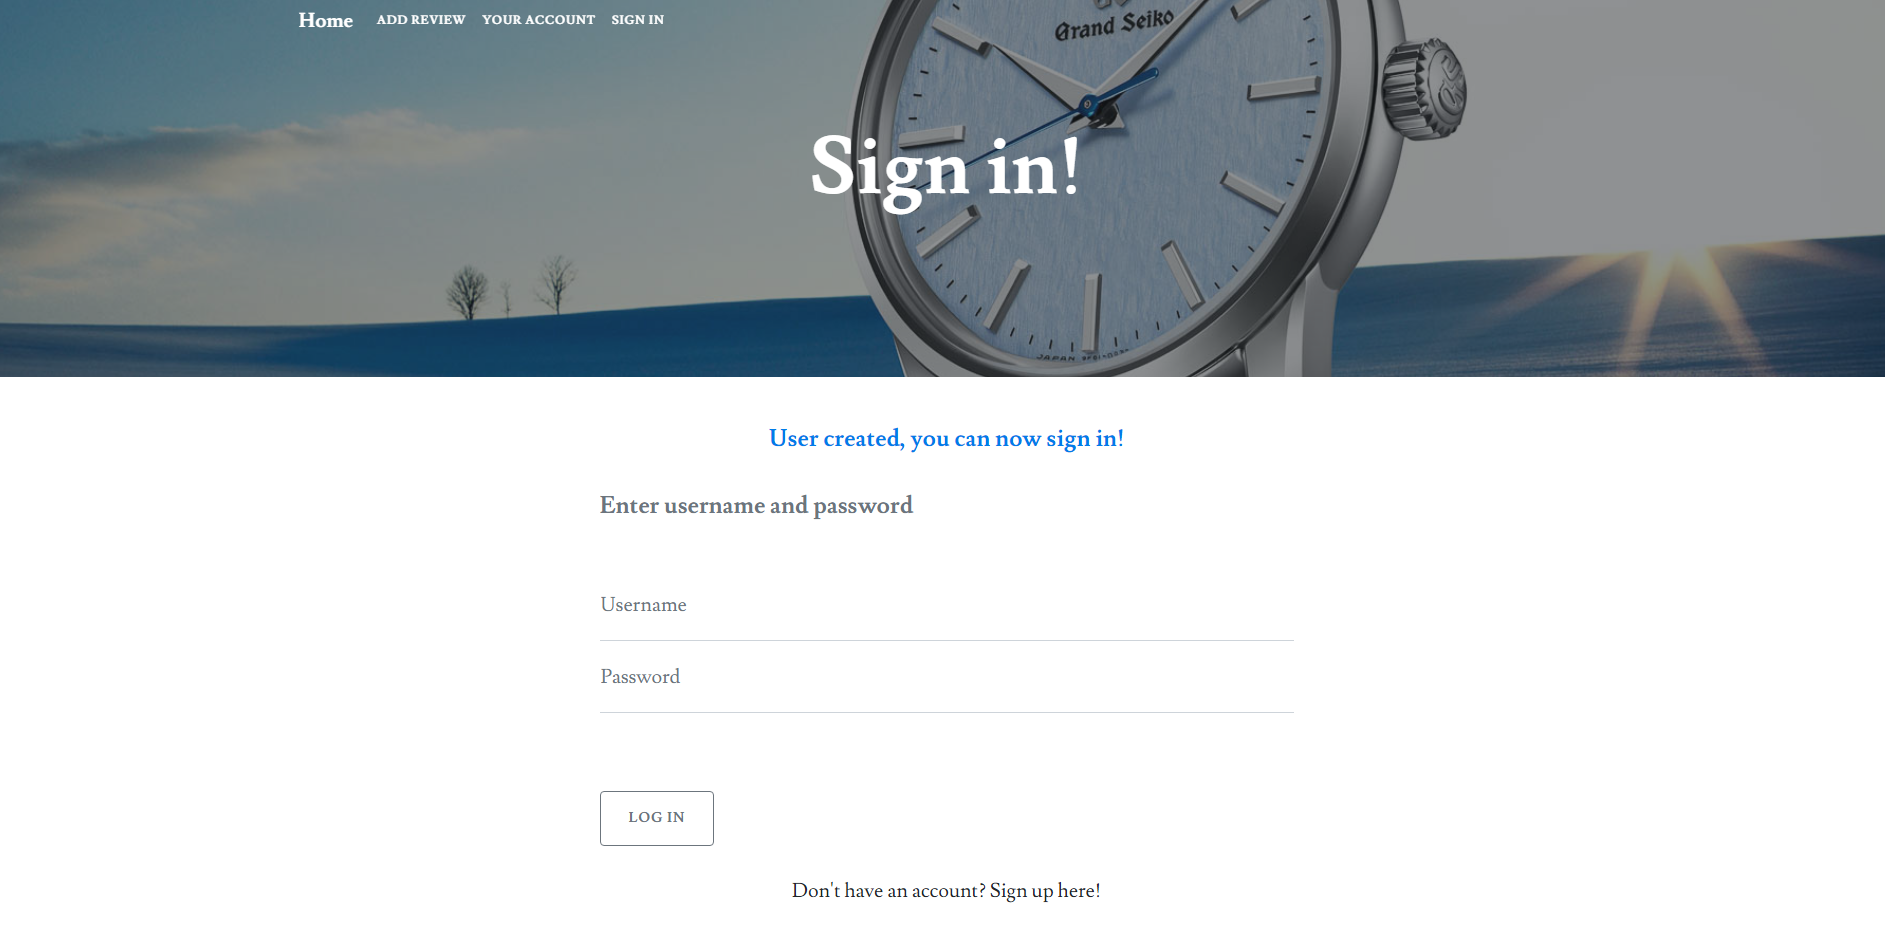 Home ADD REVIEW YOUR ACCOUNT SIGN IN
Grand Seiko
Sign in!
User created, you can now sign in!
Enter username and password
Username
Password
LOG IN
Don't have an account? Sign up here!